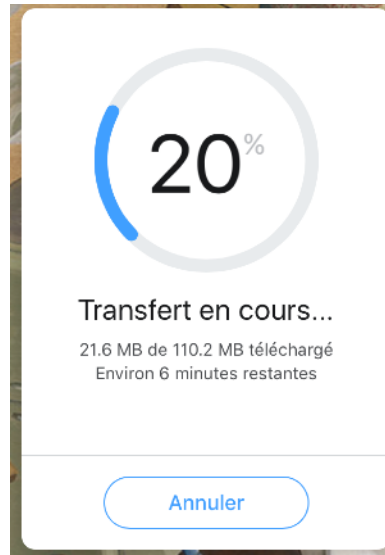 20%
Transfert en cours...
21.6 MB de 110.2 MB téléchargé
Environ 6 minutes restantes
Annuler